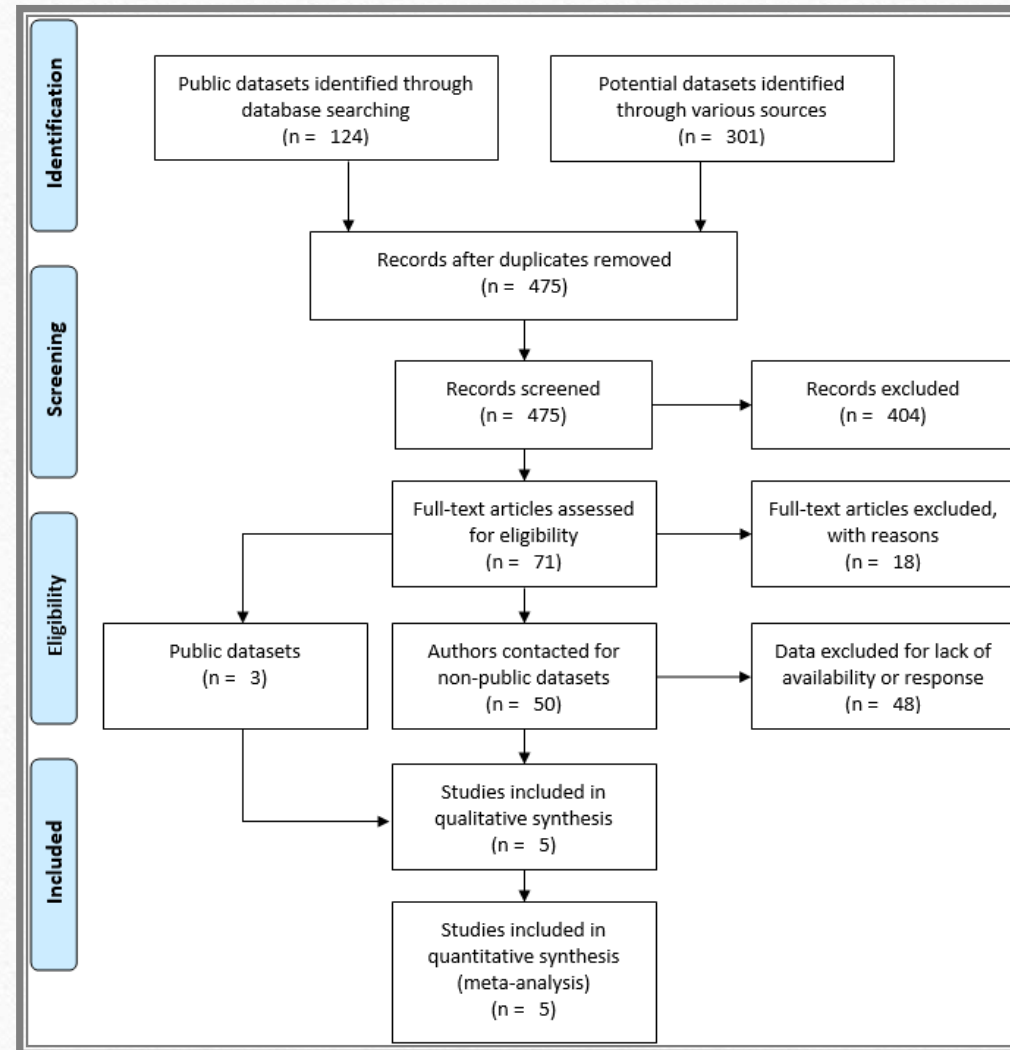 Identification
Public datasets identified through
database searching
(n = 124)
Potential datasets identified
through various sources
(n = 301)
Records after duplicates removed
(n = 475)
Screening
Records screened
(n = 475)
Records excluded
(n = 404)
Full-text articles assessed
for eligibility
(n = 71)
Full-text articles excluded,
with reasons
(n = 18)
Eligibility
Public datasets
(n = 3)
Authors contacted for
non-public datasets
(n = 50)
Data excluded for lack of
availability or response
(n = 48)
Included
Studies included in
qualitative synthesis
(n = 5)
Studies included in
quantitative synthesis
(meta-analysis)
(n = 5)